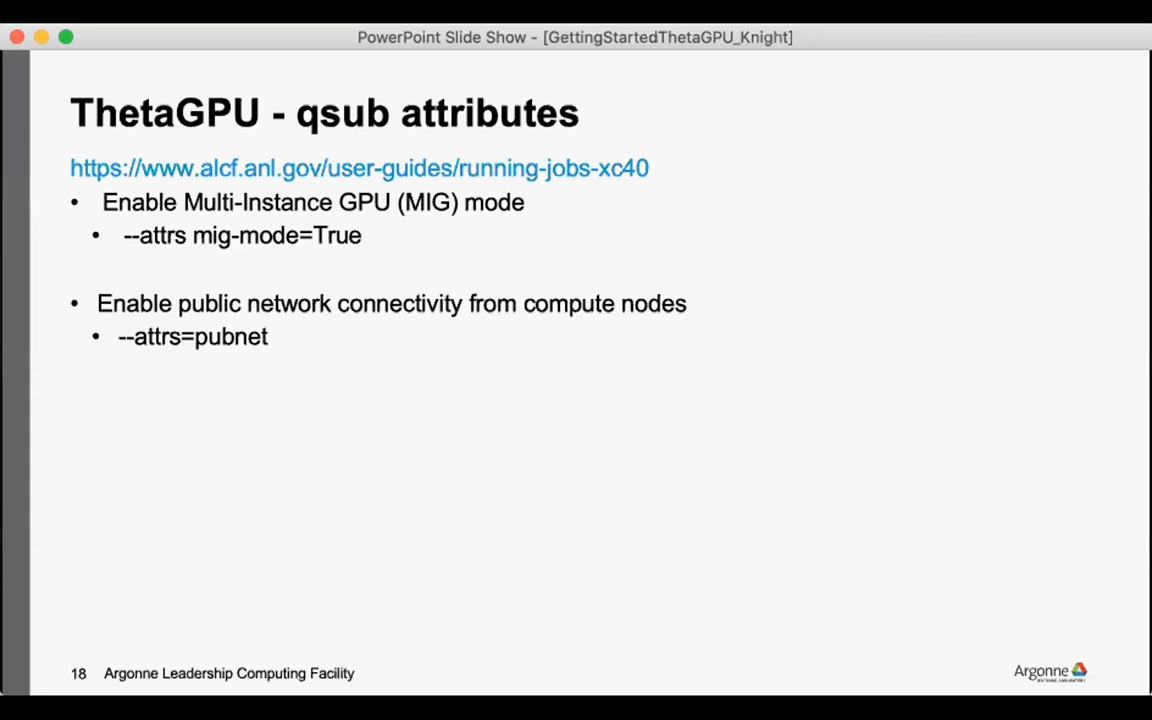 PowerPoint Slide Show - [GettingStartedThetaGPU_Knight]
ThetaGPU - qsub attributes
https://www.alcf.anl.gov/user-guides/running-jobs-xc40
• Enable Multi-Instance GPU (MIG) mode
• --attrs mig-mode=True
• Enable public network connectivity from compute nodes
• --attrs=pubnet
18 Argonne Leadership Computing Facility
Argonne